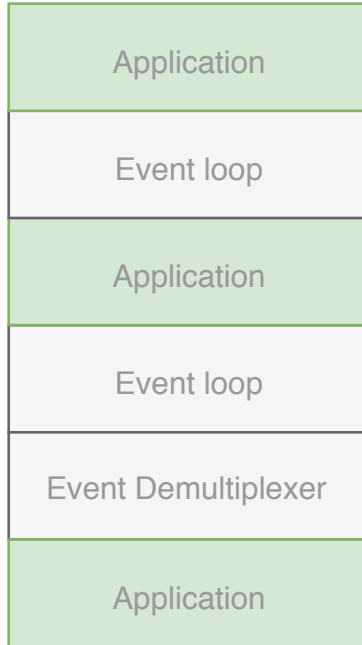 Application
Event loop
Application
Event loop
Event Demultiplexer
Application